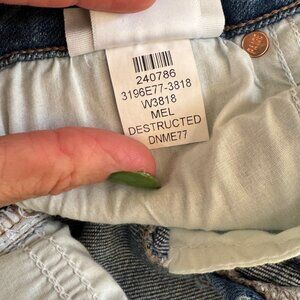 240786
3196E77-3818
W3818
MEL
DESTRUCTED
DNME77